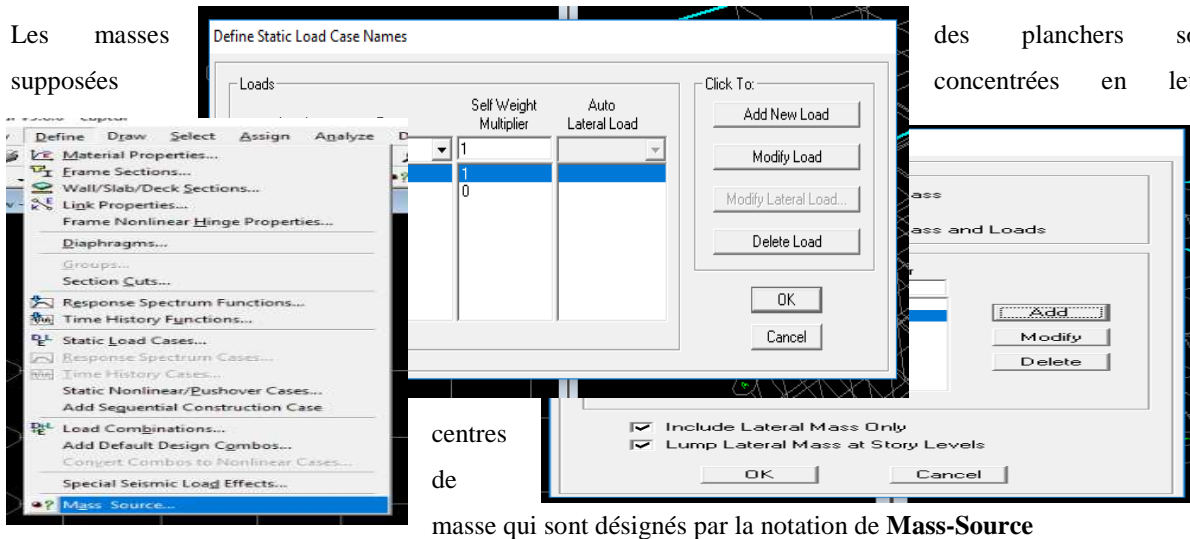 Les masses des planchers
supposées concentrées en
centres
de
masse qui sont désignés par la notation de Mass-Source
Define Static Load Case Names
Loads
Self Weight Multiplier
Auto Lateral Load
1
1
0
Click To:
Add New Load
Modify Load
Modify Lateral Load...
Delete Load
OK
Cancel
Define Draw Select Assign Analyze
Material Properties...
Frame Sections...
Wall/Slab/Deck Sections...
Link Properties...
Frame Nonlinear Hinge Properties...
Diaphragms...
Groups...
Section Cuts...
Response Spectrum Functions...
Time History Functions...
Static Load Cases...
Response Spectrum Cases...
Time History Cases...
Static Nonlinear/Pushover Cases...
Add Sequential Construction Case
Load Combinations...
Add Default Design Combos...
Convert Combos to Nonlinear Cases...
Special Seismic Load Effects...
Mass Source...
ass
ass and Loads
Add
Modify
Delete
Include Lateral Mass Only
Lump Lateral Mass at Story Levels
OK
Cancel